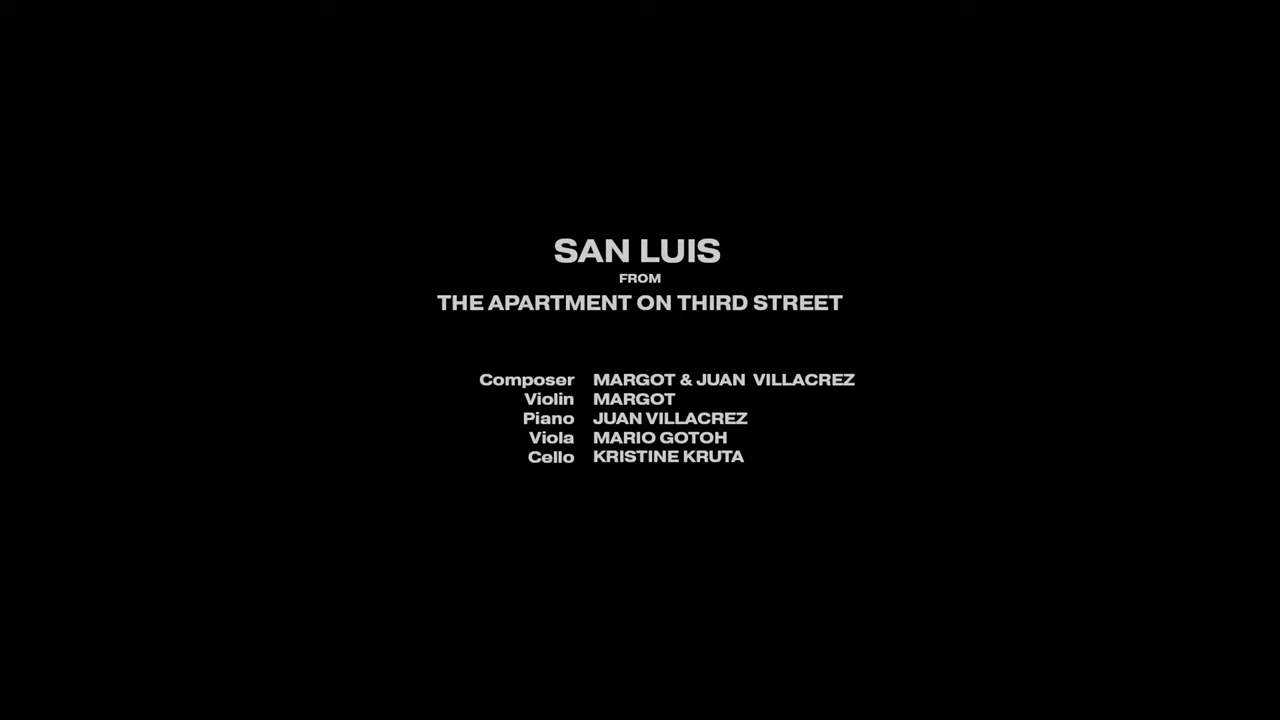 SAN LUIS
FROM
THE APARTMENT ON THIRD STREET
Composer MARGOT & JUAN VILLACREZ
Violin MARGOT
Piano JUAN VILLACREZ
Viola MARIO GOTOH
Cello KRISTINE KRUTA